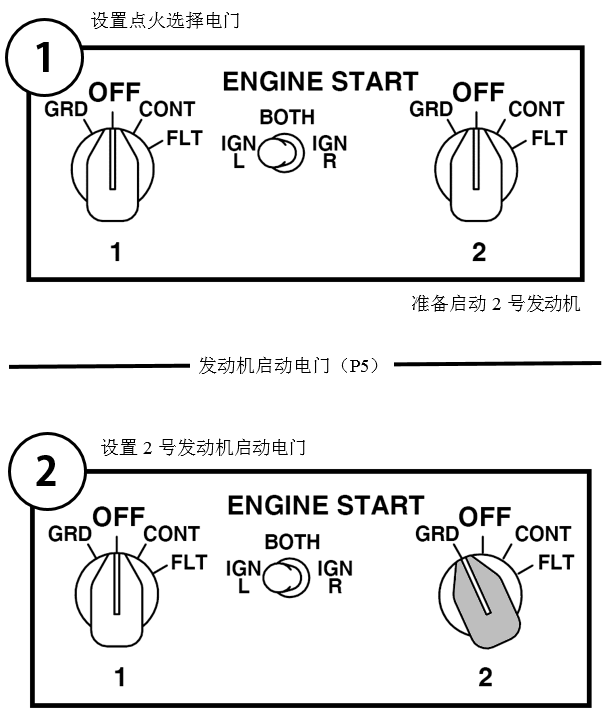 设置点火选择电门
1
ENGINE START
OFF
GRD
CONT
FLT
BOTH
IGN
L
IGN
R
OFF
GRD
CONT
FLT
1
2
准备启动 2 号发动机
发动机启动电门（P5）
设置 2 号发动机启动电门
2
ENGINE START
OFF
GRD
CONT
FLT
BOTH
IGN
L
IGN
R
OFF
GRD
CONT
FLT
1
2